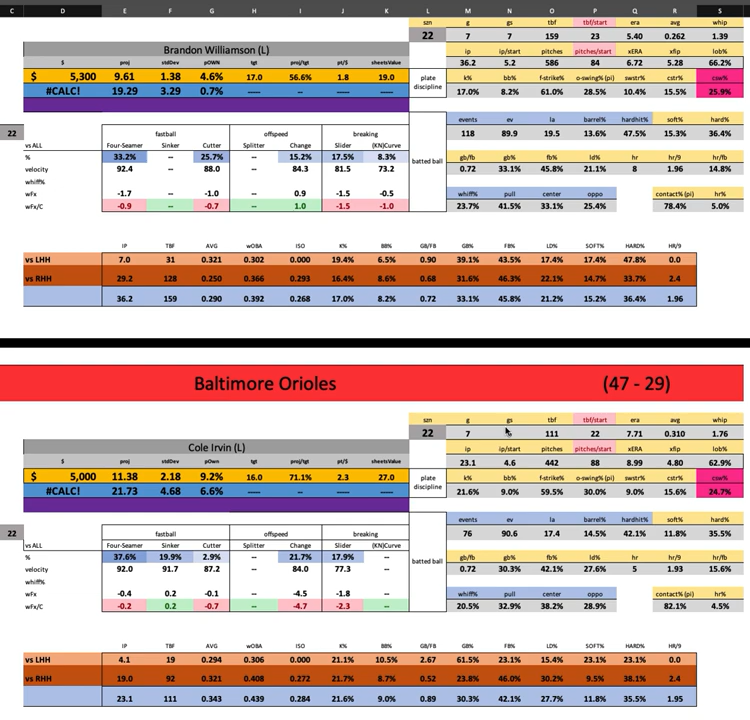 C D E F G H I J K L M N O P Q R S
szn g gs tbf tbf/start era avg whip
22 7 7 159 23 5.40 0.262 1.39
Brandon Williamson (L)
ip ip/start pitches pitches/start xERA xfip lob%
36.2 5.2 586 84 6.72 5.28 66.2%
$ proj stdDev pOWN tgt proj/tgt pt/$ sheetsValue
$ 5,300 9.61 1.38 4.6% 17.0 56.6% 1.8 19.0
plate discipline k% bb% f-strike% o-swing% (pi) swstr% cstr% csw%
#CALC! 19.29 3.29 0.7% ----- -- ----- -----
17.0% 8.2% 61.0% 28.5% 10.4% 15.5% 25.9%
events ev la barrel% hardhit% soft% hard%
22 fastball offspeed breaking
118 89.9 19.5 13.6% 47.5% 15.3% 36.4%
vs ALL Four-Seamer Sinker Cutter Splitter Change Slider (KN)Curve
% 33.2% -- 25.7% -- 15.2% 17.5% 8.3%
batted ball gb/fb gb% fb% ld% hr hr/9 hr/fb
velocity 92.4 -- 88.0 -- 84.3 81.5 73.2
0.72 33.1% 45.8% 21.1% 8 1.96 14.8%
whiff%
wFx -1.7 -- -1.0 -- 0.9 -1.5 -0.5
whiff% pull center oppo contact% (pi) hr%
wFx/C -0.9 -- -0.7 -- 1.0 -1.5 -1.0
23.7% 41.5% 33.1% 25.4% 78.4% 5.0%
IP TBF AVG wOBA ISO K% BB% GB/FB GB% FB% LD% SOFT% HARD% HR/9
vs LHH 7.0 31 0.321 0.302 0.000 19.4% 6.5% 0.90 39.1% 43.5% 17.4% 17.4% 47.8% 0.0
vs RHH 29.2 128 0.250 0.366 0.293 16.4% 8.6% 0.68 31.6% 46.3% 22.1% 14.7% 33.7% 2.4
36.2 159 0.290 0.392 0.268 17.0% 8.2% 0.72 33.1% 45.8% 21.2% 15.2% 36.4% 1.96
Baltimore Orioles (47 - 29)
szn g gs tbf tbf/start era avg whip
22 7 111 22 7.71 0.310 1.76
Cole Irvin (L)
ip ip/start pitches pitches/start xERA xfip lob%
23.1 4.6 442 88 8.99 4.80 62.9%
$ proj stdDev pOwn tgt proj/tgt pt/$ sheetsValue
$ 5,000 11.38 2.18 9.2% 16.0 71.1% 2.3 27.0
plate discipline k% bb% f-strike% o-swing% (pi) swstr% cstr% csw%
#CALC! 21.73 4.68 6.6% ----- -- ----- -----
21.6% 9.0% 59.5% 30.0% 9.0% 15.6% 24.7%
events ev la barrel% hardhit% soft% hard%
22 fastball offspeed breaking
76 90.6 17.4 14.5% 42.1% 11.8% 35.5%
vs ALL Four-Seamer Sinker Cutter Splitter Change Slider (KN)Curve
% 37.6% 19.9% 2.9% -- 21.7% 17.9% --
batted ball gb/fb gb% fb% ld% hr hr/9 hr/fb
velocity 92.0 91.7 87.2 -- 84.0 77.3 --
0.72 30.3% 42.1% 27.6% 5 1.93 15.6%
whiff%
wFx -0.4 0.2 -0.1 -- -4.5 -1.8 --
whiff% pull center oppo contact% (pi) hr%
wFx/C -0.2 0.2 -0.7 -- -4.7 -2.3 --
20.5% 32.9% 38.2% 28.9% 82.1% 4.5%
IP TBF AVG wOBA ISO K% BB% GB/FB GB% FB% LD% SOFT% HARD% HR/9
vs LHH 4.1 19 0.294 0.306 0.000 21.1% 10.5% 2.67 61.5% 23.1% 15.4% 23.1% 23.1% 0.0
vs RHH 19.0 92 0.321 0.408 0.272 21.7% 8.7% 0.52 23.8% 46.0% 30.2% 9.5% 38.1% 2.4
23.1 111 0.343 0.439 0.284 21.6% 9.0% 0.89 30.3% 42.1% 27.7% 11.8% 35.5% 1.95